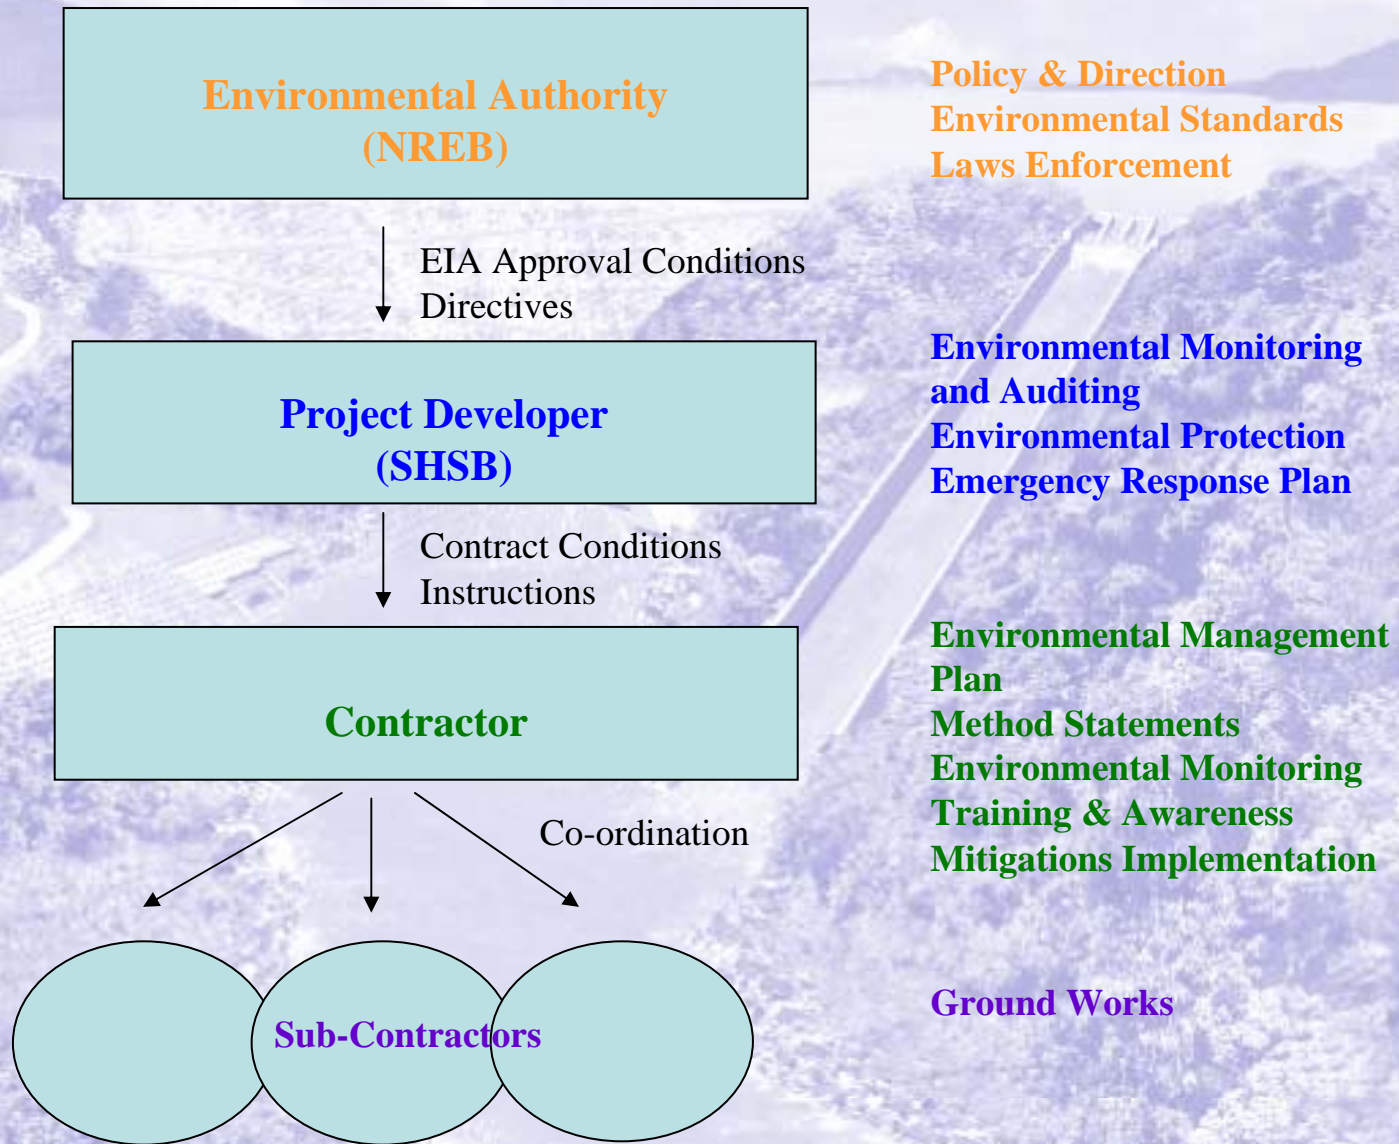 Environmental Authority
(NREB)
Policy & Direction
Environmental Standards
Laws Enforcement
EIA Approval Conditions
Directives
Project Developer
(SHSB)
Environmental Monitoring
and Auditing
Environmental Protection
Emergency Response Plan
Contract Conditions
Instructions
Contractor
Environmental Management
Plan
Method Statements
Environmental Monitoring
Training & Awareness
Mitigations Implementation
Co-ordination
Sub-Contractors
Ground Works